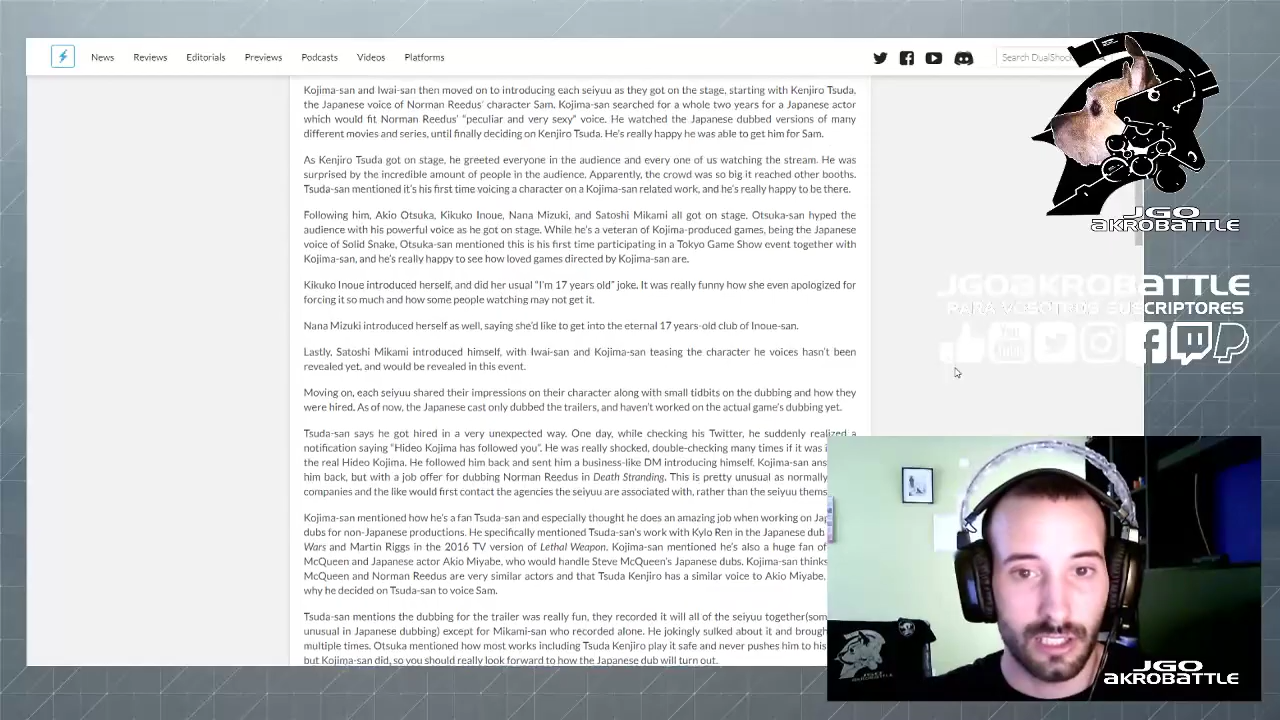 News Reviews Editorials Previews Podcasts Videos Platforms
Search DualShock
Kojima-san and Iwai-san then moved on to introducing each seiyuu as they got on the stage, starting with Kenjiro Tsuda,
the Japanese voice of Norman Reedus' character Sam. Kojima-san searched for a whole two years for a Japanese actor
which would fit Norman Reedus' "peculiar and very sexy" voice. He watched the Japanese dubbed versions of many
different movies and series, until finally deciding on Kenjiro Tsuda. He's really happy he was able to get him for Sam.
As Kenjiro Tsuda got on stage, he greeted everyone in the audience and every one of us watching the stream. He was
surprised by the incredible amount of people in the audience. Apparently, the crowd was so big it reached other booths.
Tsuda-san mentioned it's his first time voicing a character on a Kojima-san related work, and he's really happy to be there.
Following him, Akio Otsuka, Kikuko Inoue, Nana Mizuki, and Satoshi Mikami all got on stage. Otsuka-san hyped the
audience with his powerful voice as he got on stage. While he's a veteran of Kojima-produced games, being the Japanese
voice of Solid Snake, Otsuka-san mentioned this is his first time participating in a Tokyo Game Show event together with
Kojima-san, and he's really happy to see how loved games directed by Kojima-san are.
Kikuko Inoue introduced herself, and did her usual "I'm 17 years old" joke. It was really funny how she even apologized for
forcing it so much and how some people watching may not get it.
Nana Mizuki introduced herself as well, saying she'd like to get into the eternal 17 years-old club of Inoue-san.
Lastly, Satoshi Mikami introduced himself, with Iwai-san and Kojima-san teasing the character he voices hasn't been
revealed yet, and would be revealed in this event.
Moving on, each seiyuu shared their impressions on their character along with small tidbits on the dubbing and how they
were hired. As of now, the Japanese cast only dubbed the trailers, and haven't worked on the actual game's dubbing yet.
Tsuda-san says he got hired in a very unexpected way. One day, while checking his Twitter, he suddenly realized a
notification saying "Hideo Kojima has followed you". He was really shocked, double-checking many times if it was
the real Hideo Kojima. He followed him back and sent him a business-like DM introducing himself. Kojima-san
him back, but with a job offer for dubbing Norman Reedus in Death Stranding. This is pretty unusual as normally
companies and the like would first contact the agencies the seiyuu are associated with, rather than the seiyuu
Kojima-san mentioned how he's a fan Tsuda-san and especially thought he does an amazing job when working on
dubs for non-Japanese productions. He specifically mentioned Tsuda-san's work with Kylo Ren in the Japanese dub
Wars and Martin Riggs in the 2016 TV version of Lethal Weapon. Kojima-san mentioned he's also a huge fan of
McQueen and Japanese actor Akio Miyabe, who would handle Steve McQueen's Japanese dubs. Kojima-san thinks
McQueen and Norman Reedus are very similar actors and that Tsuda Kenjiro has a similar voice to Akio Miyabe.
why he decided on Tsuda-san to voice Sam.
Tsuda-san mentions the dubbing for the trailer was really fun, they recorded it will all of the seiyuu together(som
unusual in Japanese dubbing) except for Mikami-san who recorded alone. He jokingly sulked about it and brough
multiple times. Otsuka mentioned how most works including Tsuda Kenjiro play it safe and never pushes him to his
but Kojima-san did, so you should really look forward to how the Japanese dub will turn out.
JGO
AKROBATTLE
JGOAKROBATTLE
PARA VOSOTROS SUSCRIPTORES
JGO
AKROBATTLE